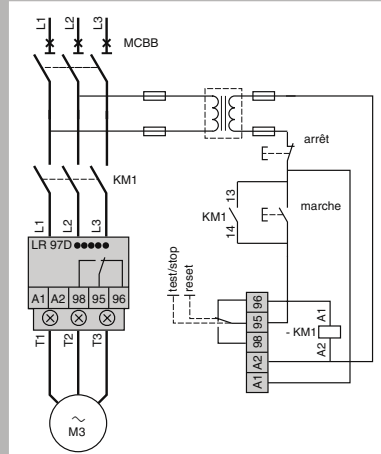 L1 L2 L3
MCBB
arrêt
KM1
13
KM1
14
marche
L1 L2 L3
LR 97D
A1 A2 98 95 96
T1 T2 T3
M3
test/stop
reset
96
95
98
A2
A1
A1
- KM1
A2